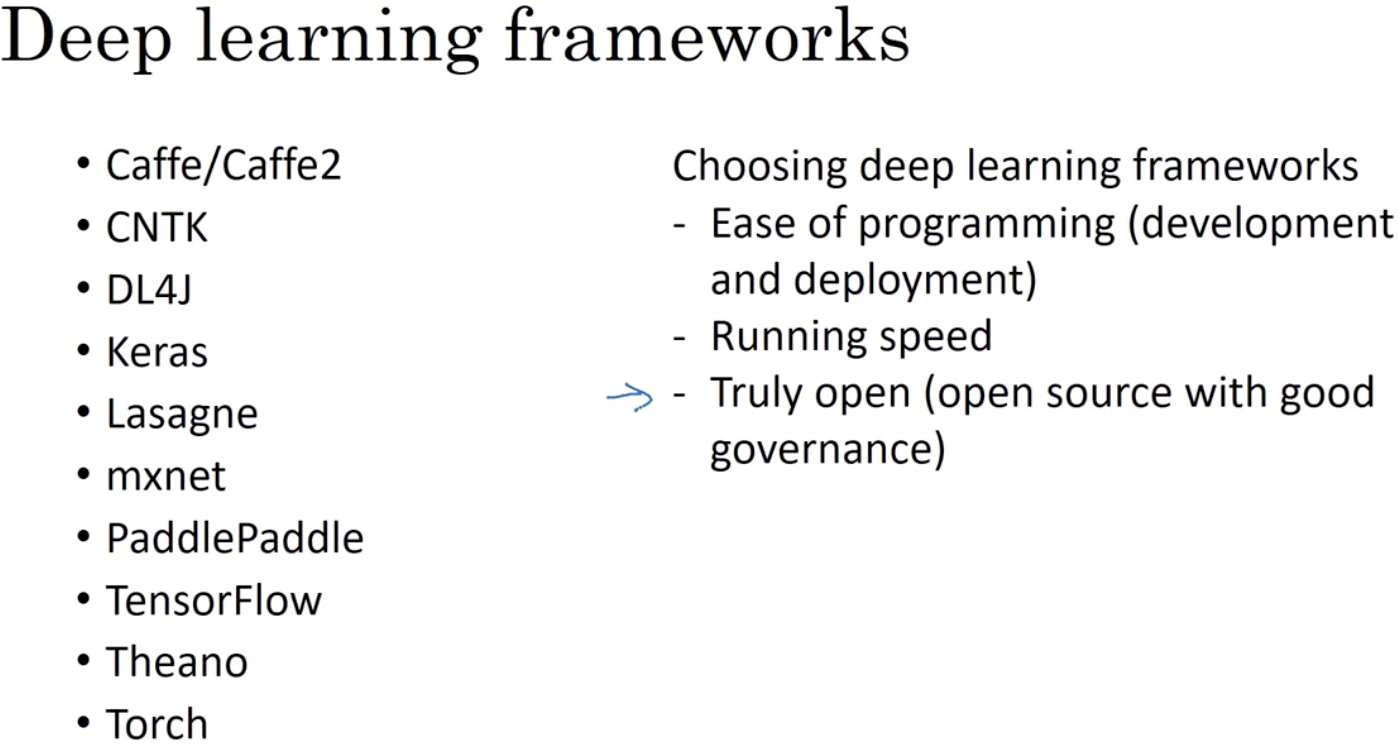 Deep learning frameworks
• Caffe/Caffe2
• CNTK
• DL4J
• Keras
• Lasagne
• mxnet
• PaddlePaddle
• TensorFlow
• Theano
• Torch
Choosing deep learning frameworks
- Ease of programming (development
and deployment)
- Running speed
- Truly open (open source with good
governance)